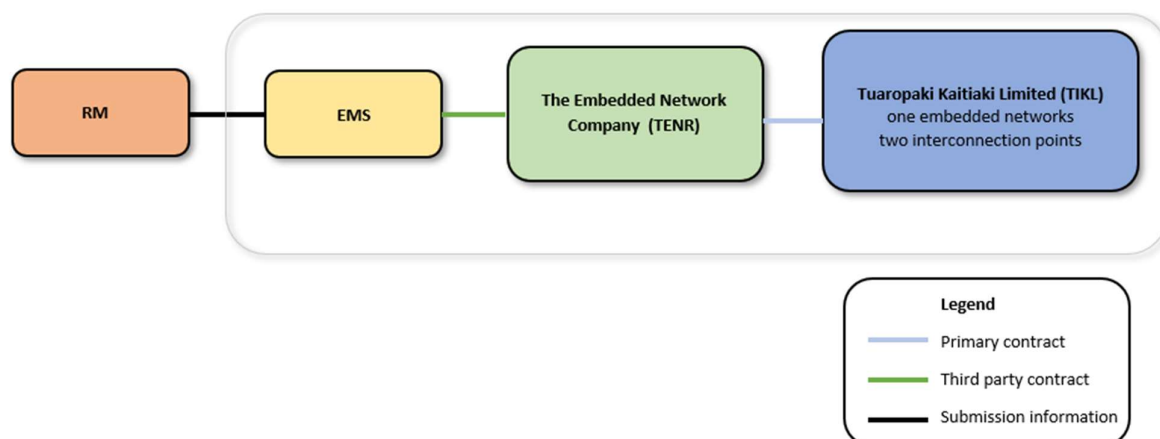 RM
EMS
The Embedded Network
Company (TENR)
Tuaropaki Kaitiaki Limited (TIKL)
one embedded networks
two interconnection points
Legend
Primary contract
Third party contract
Submission information